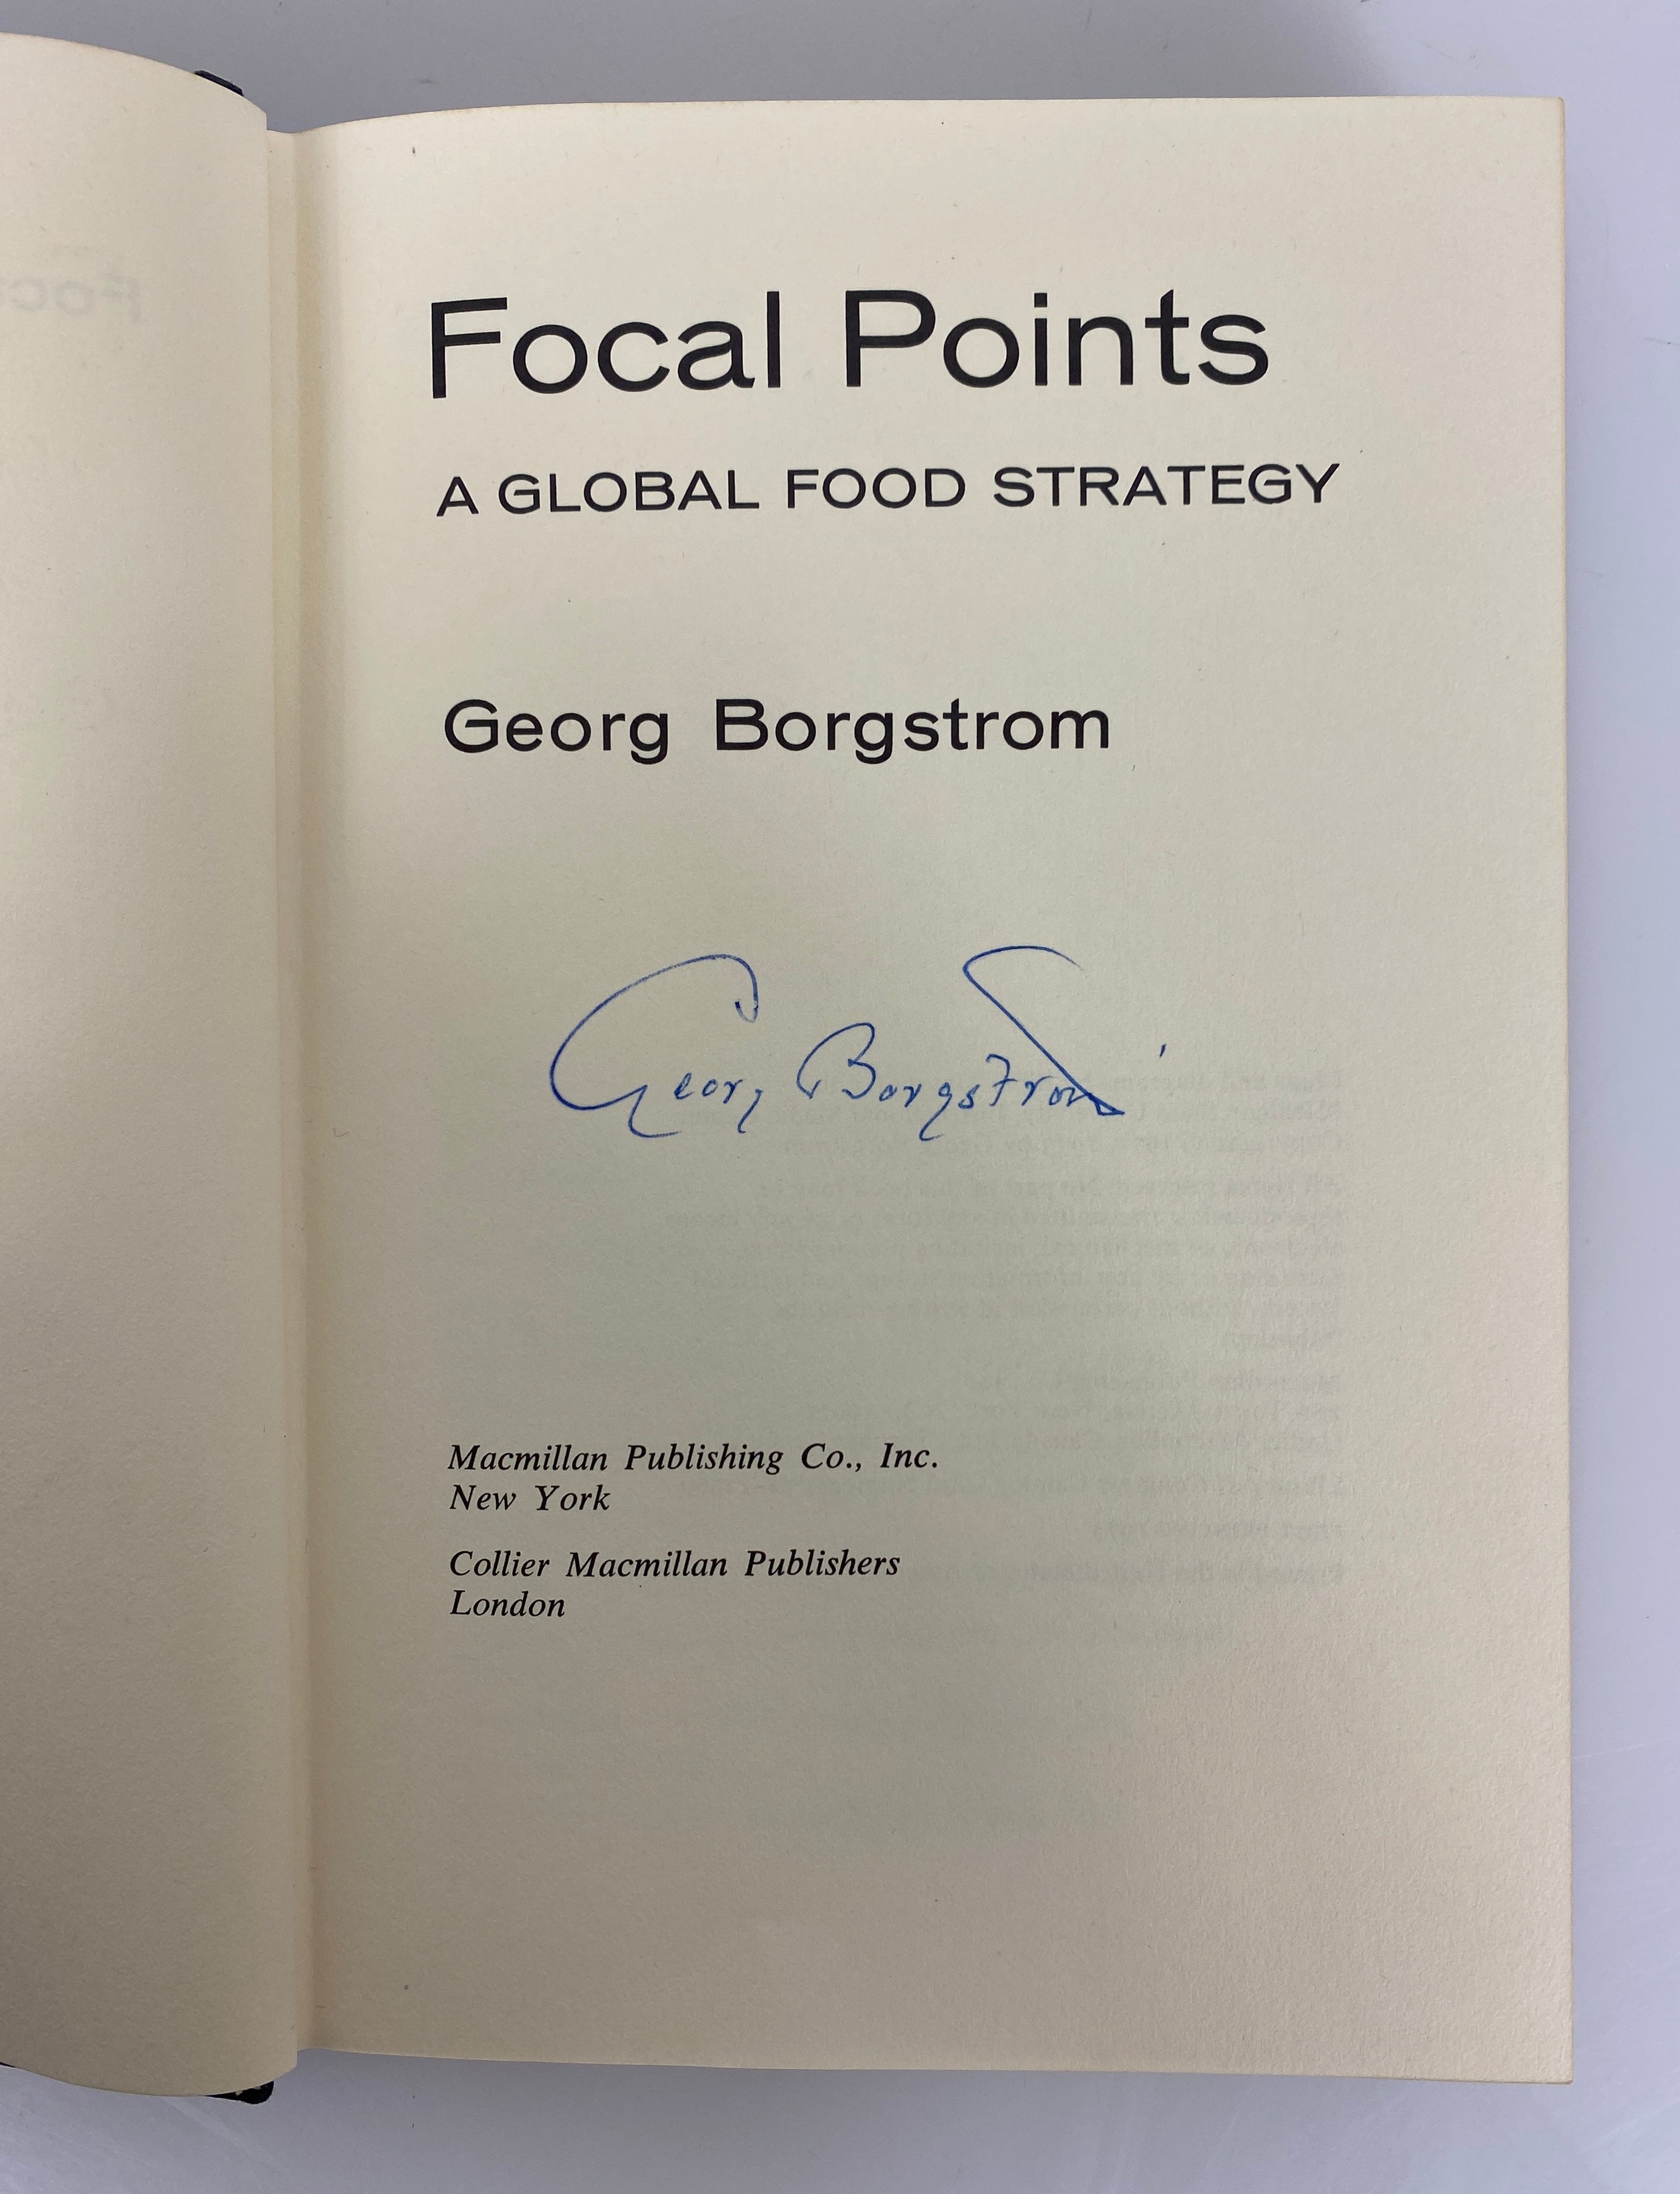 Focal Points
A GLOBAL FOOD STRATEGY
Georg Borgstrom
Georg Borgstrom
Macmillan Publishing Co., Inc.
New York
Collier Macmillan Publishers
London